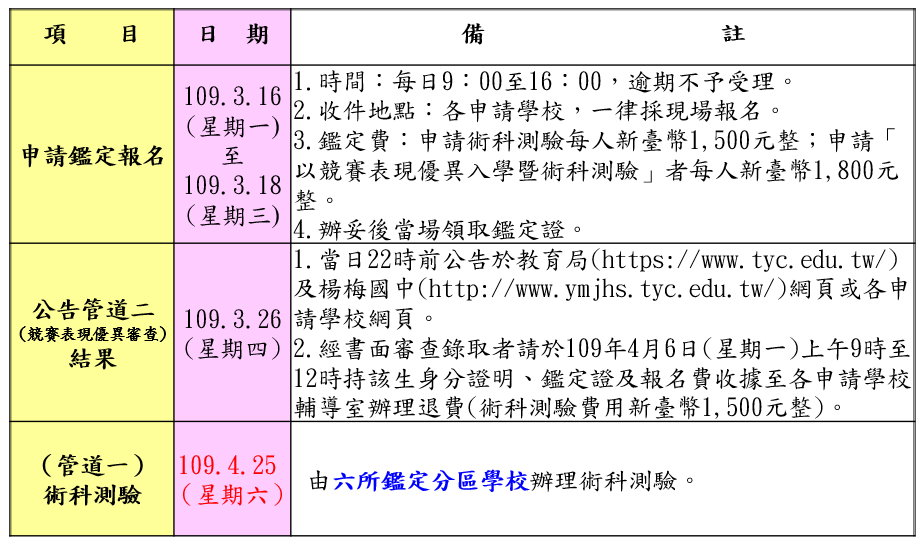 項 目 日 期 備 註
申請鑑定報名
109.3.16
(星期一)
至
109.3.18
(星期三)
1.時間：每日9：00至16：00，逾期不予受理。
2.收件地點：各申請學校，一律採現場報名。
3.鑑定費：申請術科測驗每人新臺幣1,500元整；申請「
以競賽表現優異入學暨術科測驗」者每人新臺幣1,800元
整。
4.辦妥後當場領取鑑定證。
公告管道二
(競賽表現優異審查)
結果
109.3.26
(星期四)
1.當日22時前公告於教育局(https://www.tyc.edu.tw/)
及楊梅國中(http://www.ymjhs.tyc.edu.tw/)網頁或各申
請學校網頁。
2.經書面審查錄取者請於109年4月6日(星期一)上午9時至
12時持該生身分證明、鑑定證及報名費收據至各申請學校
輔導室辦理退費(術科測驗費用新臺幣1,500元整)。
(管道一)
術科測驗
109.4.25
(星期六)
由六所鑑定分區學校辦理術科測驗。